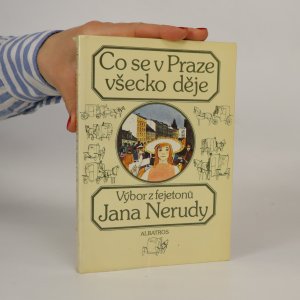 Co se v Praze
všecko děje
Výbor z fejetonů
Jana Nerudy
ALBATROS